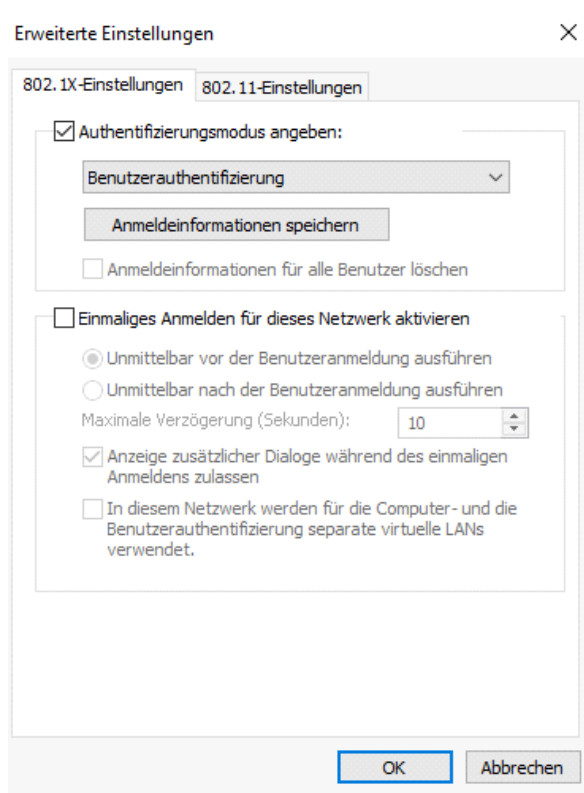 Erweiterte Einstellungen
802.1X-Einstellungen
802.11-Einstellungen
Authentifizierungsmodus angeben:
Benutzerauthentifizierung
Anmeldeinformationen speichern
Anmeldeinformationen für alle Benutzer löschen
Einmaliges Anmelden für dieses Netzwerk aktivieren
Unmittelbar vor der Benutzeranmeldung ausführen
Unmittelbar nach der Benutzeranmeldung ausführen
Maximale Verzögerung (Sekunden): 10
Anzeige zusätzlicher Dialoge während des einmaligen
Anmeldens zulassen
In diesem Netzwerk werden für die Computer- und die
Benutzerauthentifizierung separate virtuelle LANs
verwendet.
OK
Abbrechen